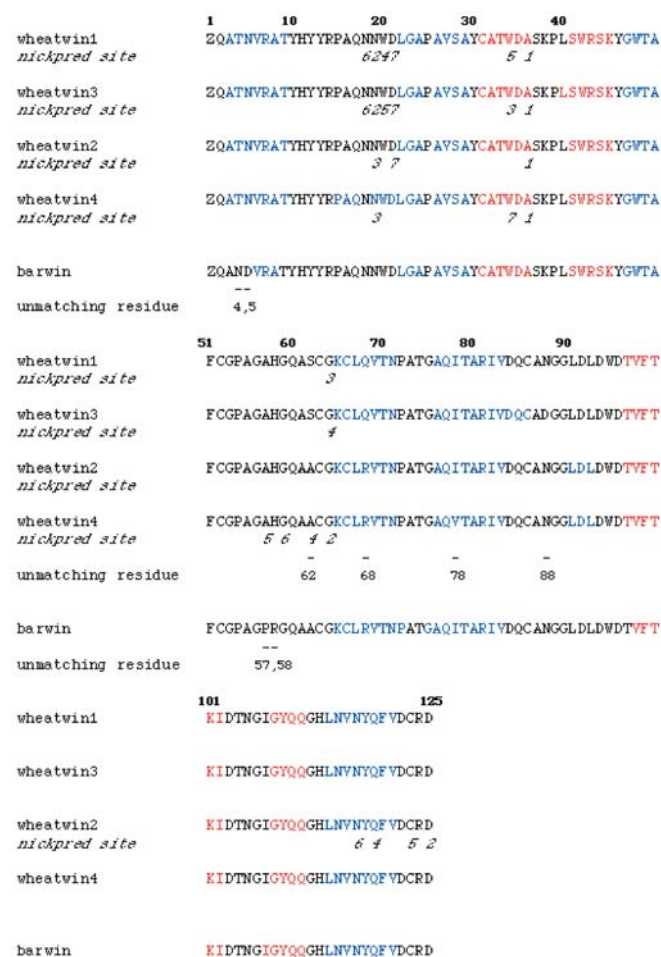 1 10 20 30 40
wheatwin1 ZQATNVRATYHYYRPAQNNWDLGAPAVSAYCATWDASKPLSWRSKYGWTA
nickpred site 6247 5 1
wheatwin3 ZQATNVRATYHYYRPAQNNWDLGAPAVSAYCATWDASKPLSWRSKYGWTA
nickpred site 6257 3 1
wheatwin2 ZQATNVRATYHYYRPAQNNWDLGAPAVSAYCATWDASKPLSWRSKYGWTA
nickpred site 3 7 1
wheatwin4 ZQATNVRATYHYYRPAQNNWDLGAPAVSAYCATWDASKPLSWRSKYGWTA
nickpred site 3 7 1
barwin ZQANDVRATYHYYRPAQNNWDLGAPAVSAYCATWDASKPLSWRSKYGWTA
--
unmatching residue 4,5
51 60 70 80 90
wheatwin1 FCGPAGAHGQASCGKCLQVTNPATGAQITARIVDQCANGGLDLDWDTVFT
nickpred site 3
wheatwin3 FCGPAGAHGQASCGKCLQVTNPATGAQITARIVDQCADGGLDLDWDTVFT
nickpred site 4
wheatwin2 FCGPAGAHGQAACGKCLRVTNPATGAQITARIVDQCANGGLDLDWDTVFT
nickpred site
wheatwin4 FCGPAGAHGQAACGKCLRVTNPATGAQVTARIVDQCANGGLDLDWDTVFT
nickpred site 5 6 4 2
- - - -
unmatching residue 62 68 78 88
barwin FCGPAGPRGQAACGKCLRVTNPATGAQITARIVDQCANGGLDLDWDTVFT
--
unmatching residue 57,58
101 125
wheatwin1 KIDTNGIGYQQGHLNVNYQFVDCRD
wheatwin3 KIDTNGIGYQQGHLNVNYQFVDCRD
wheatwin2 KIDTNGIGYQQGHLNVNYQFVDCRD
nickpred site 6 4 5 2
wheatwin4 KIDTNGIGYQQGHLNVNYQFVDCRD
barwin KIDTNGIGYQQGHLNVNYQFVDCRD